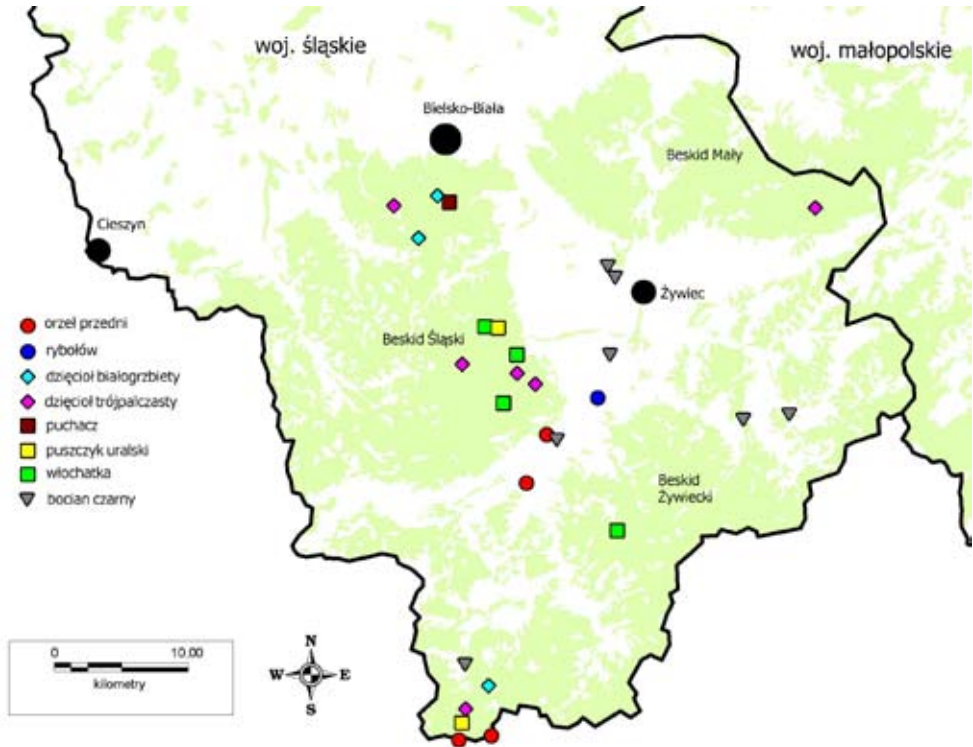 woj. śląskie
woj. małopolskie
Bielsko-Biała
Beskid Mały
Cieszyn
Żywiec
Beskid Śląski
orzeł przedni
rybołów
dzięcioł białogrzbiety
dzięcioł trójpalczasty
puchacz
puszczyk uralski
włochatka
bocian czarny
Beskid
Żywiecki
0 10,00
kilometry
N
W E
S